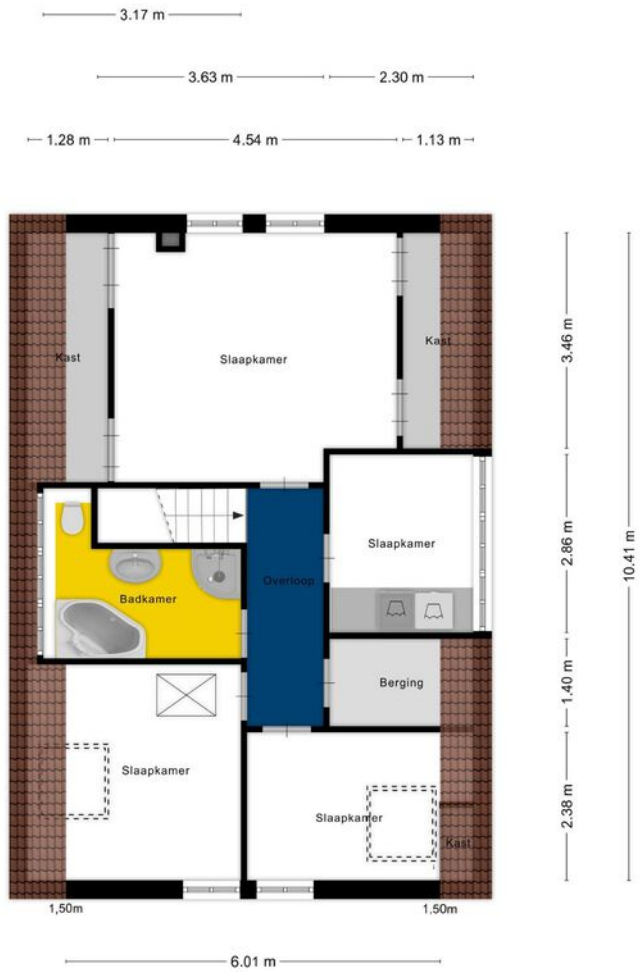 3.17 m
3.63 m
2.30 m
1.28 m
4.54 m
1.13 m
Kast
Slaapkamer
Kast
3.46 m
Slaapkamer
2.86 m
10.41 m
Overloop
Badkamer
Berging
1.40 m
Slaapkamer
Slaapkamer
2.38 m
Kast
1,50m
1,50m
6.01 m